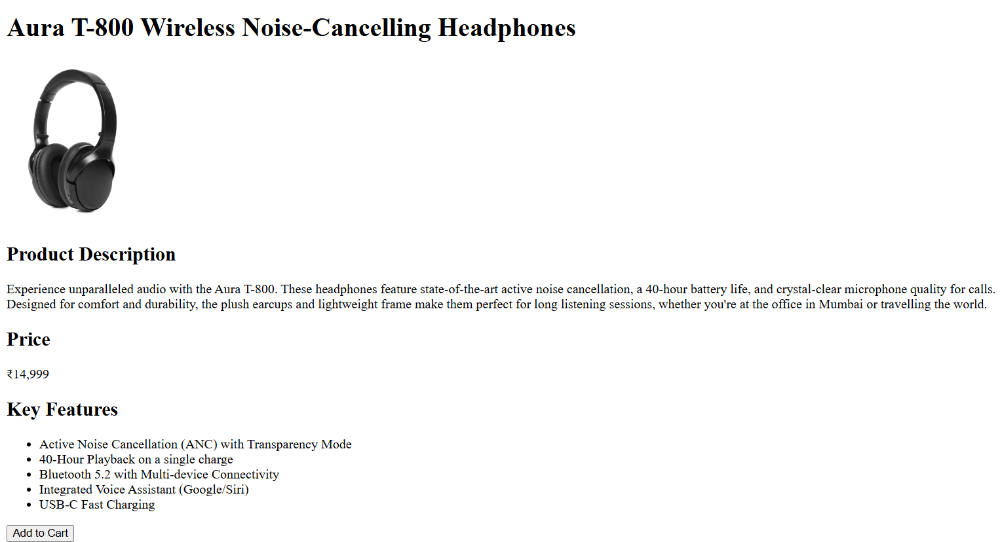 Aura T-800 Wireless Noise-Cancelling Headphones
Product Description
Experience unparalleled audio with the Aura T-800. These headphones feature state-of-the-art active noise cancellation, a 40-hour battery life, and crystal-clear microphone quality for calls.
Designed for comfort and durability, the plush earcups and lightweight frame make them perfect for long listening sessions, whether you're at the office in Mumbai or travelling the world.
Price
₹14,999
Key Features
• Active Noise Cancellation (ANC) with Transparency Mode
• 40-Hour Playback on a single charge
• Bluetooth 5.2 with Multi-device Connectivity
• Integrated Voice Assistant (Google/Siri)
• USB-C Fast Charging
Add to Cart